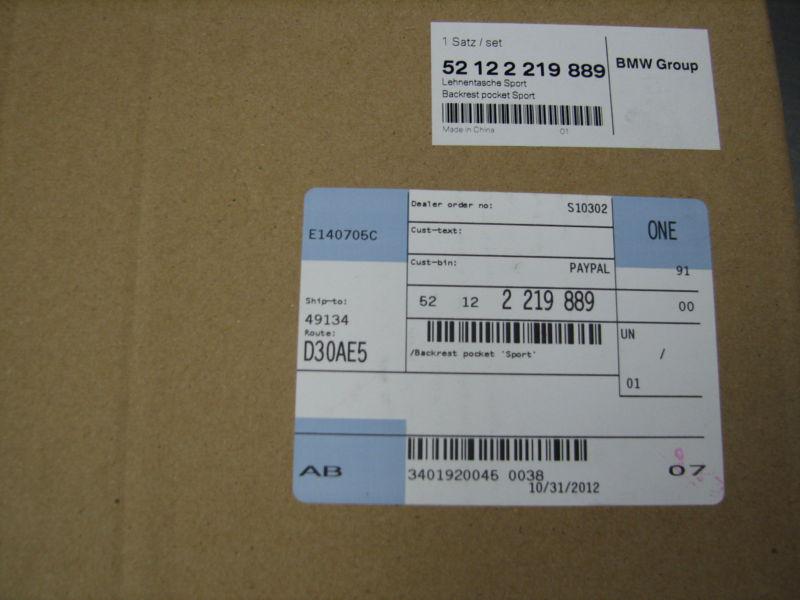 1 Satz / set
52 12 2 219 889
BMW Group
Lehnentasche Sport
Backrest pocket Sport
Made in China 01
Dealer order no: S10302
E140705C
Cust-text:
ONE
Cust-bin: PAYPAL
91
Ship-to:
49134
52 12 2 219 889
00
Route:
D30AE5
/Backrest pocket 'Sport'
UN
/
01
AB
3401920045 0038
07
10/31/2012